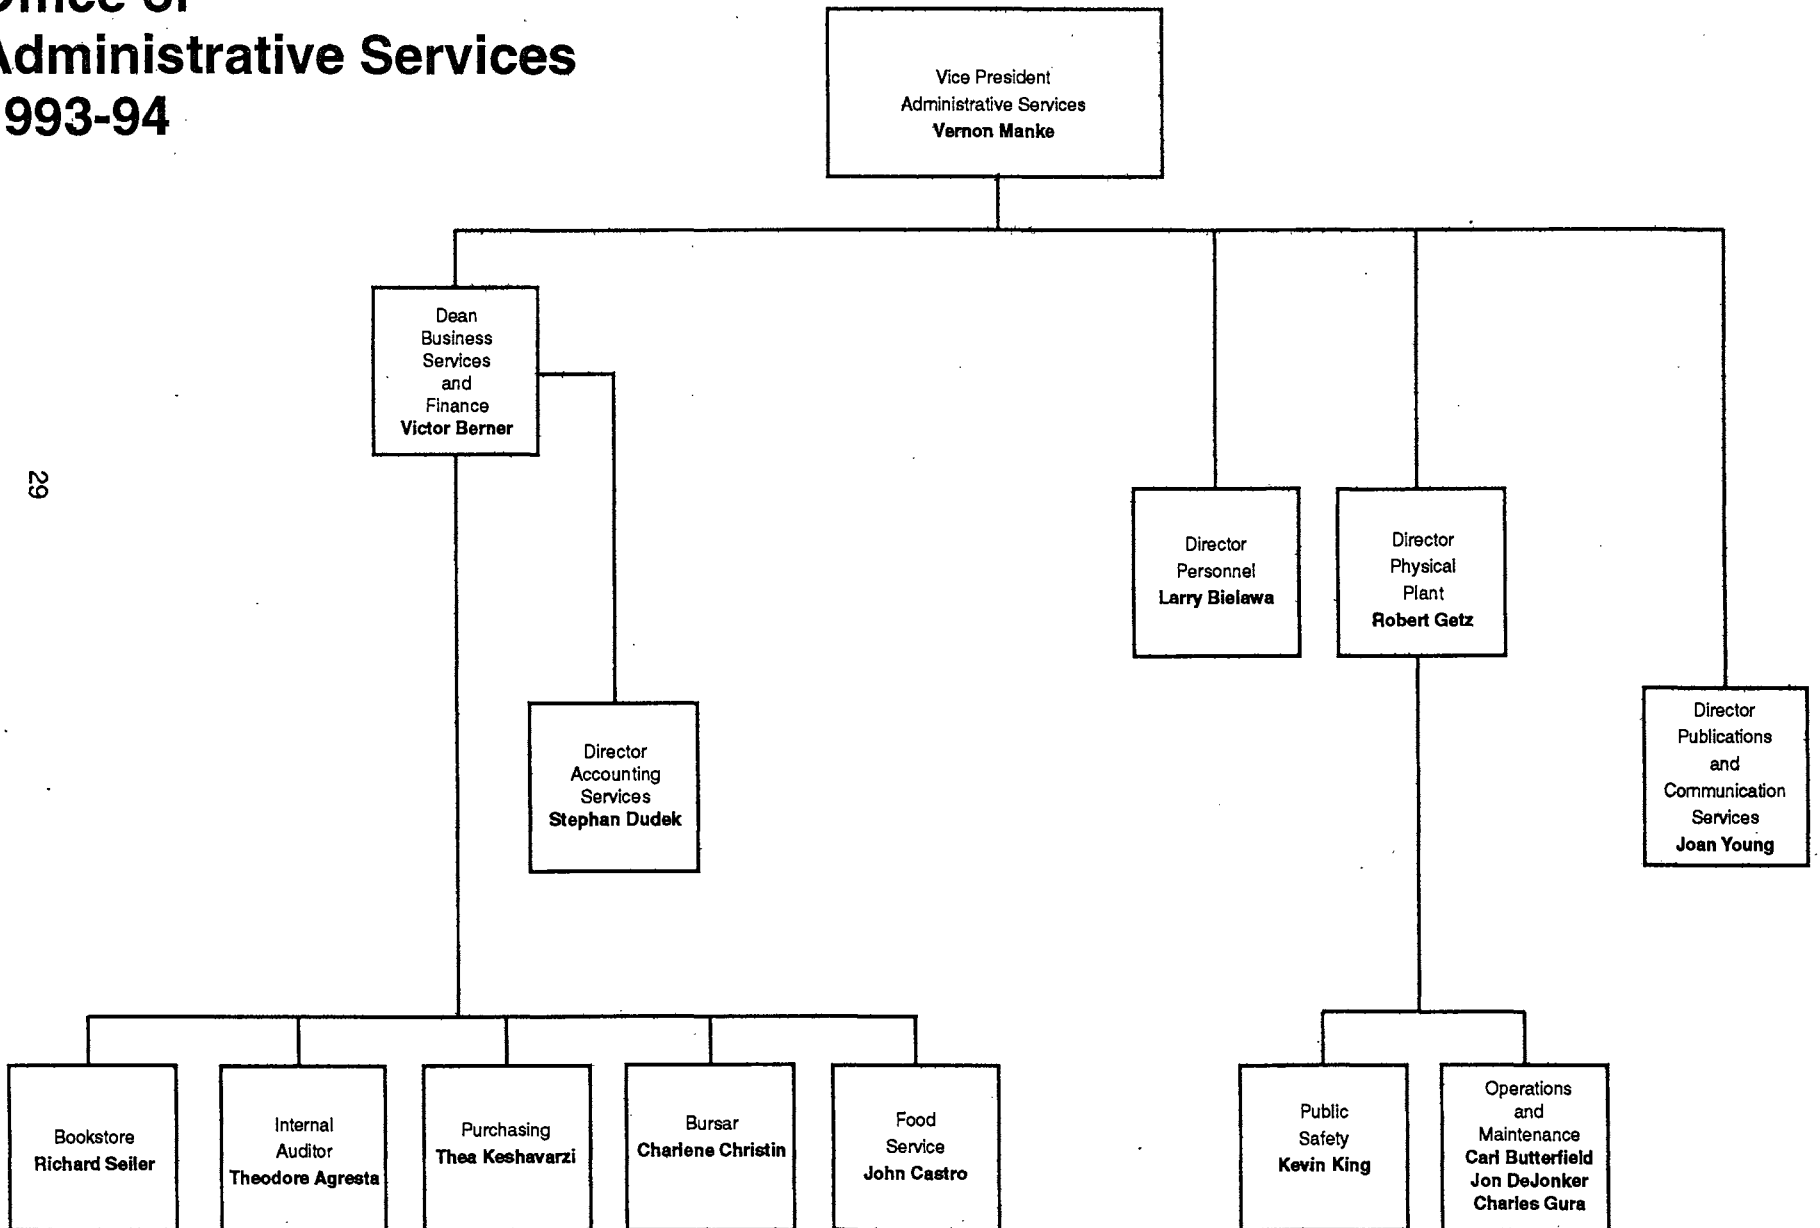 Office of
Administrative Services
1993-94
Vice President
Administrative Services
Vernon Manke
Dean
Business
Services
and
Finance
Victor Berner
29
Director
Personnel
Larry Bielawa
Director
Physical
Plant
Robert Getz
Director
Accounting
Services
Stephan Dudek
Director
Publications
and
Communication
Services
Joan Young
Bookstore
Richard Seiler
Internal
Auditor
Theodore Agresta
Purchasing
Thea Keshavarzi
Bursar
Charlene Christin
Food
Service
John Castro
Public
Safety
Kevin King
Operations
and
Maintenance
Carl Butterfield
Jon DeJonker
Charles Gura